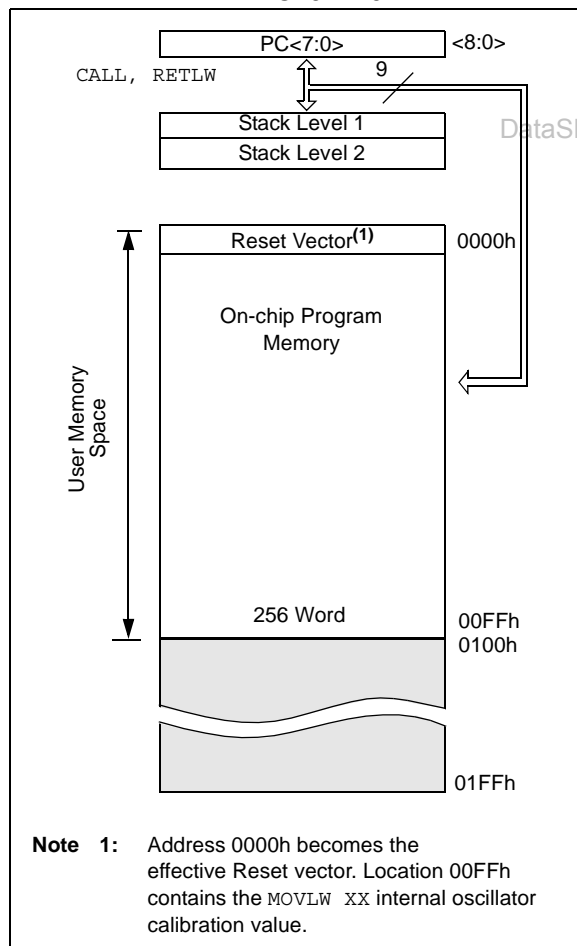 PC<7:0>
<8:0>
CALL, RETLW
9
Stack Level 1
Stack Level 2
Reset Vector(1)
0000h
On-chip Program
Memory
User Memory
Space
256 Word
00FFh
0100h
01FFh
Note 1: Address 0000h becomes the
effective Reset vector. Location 00FFh
contains the MOVLW XX internal oscillator
calibration value.